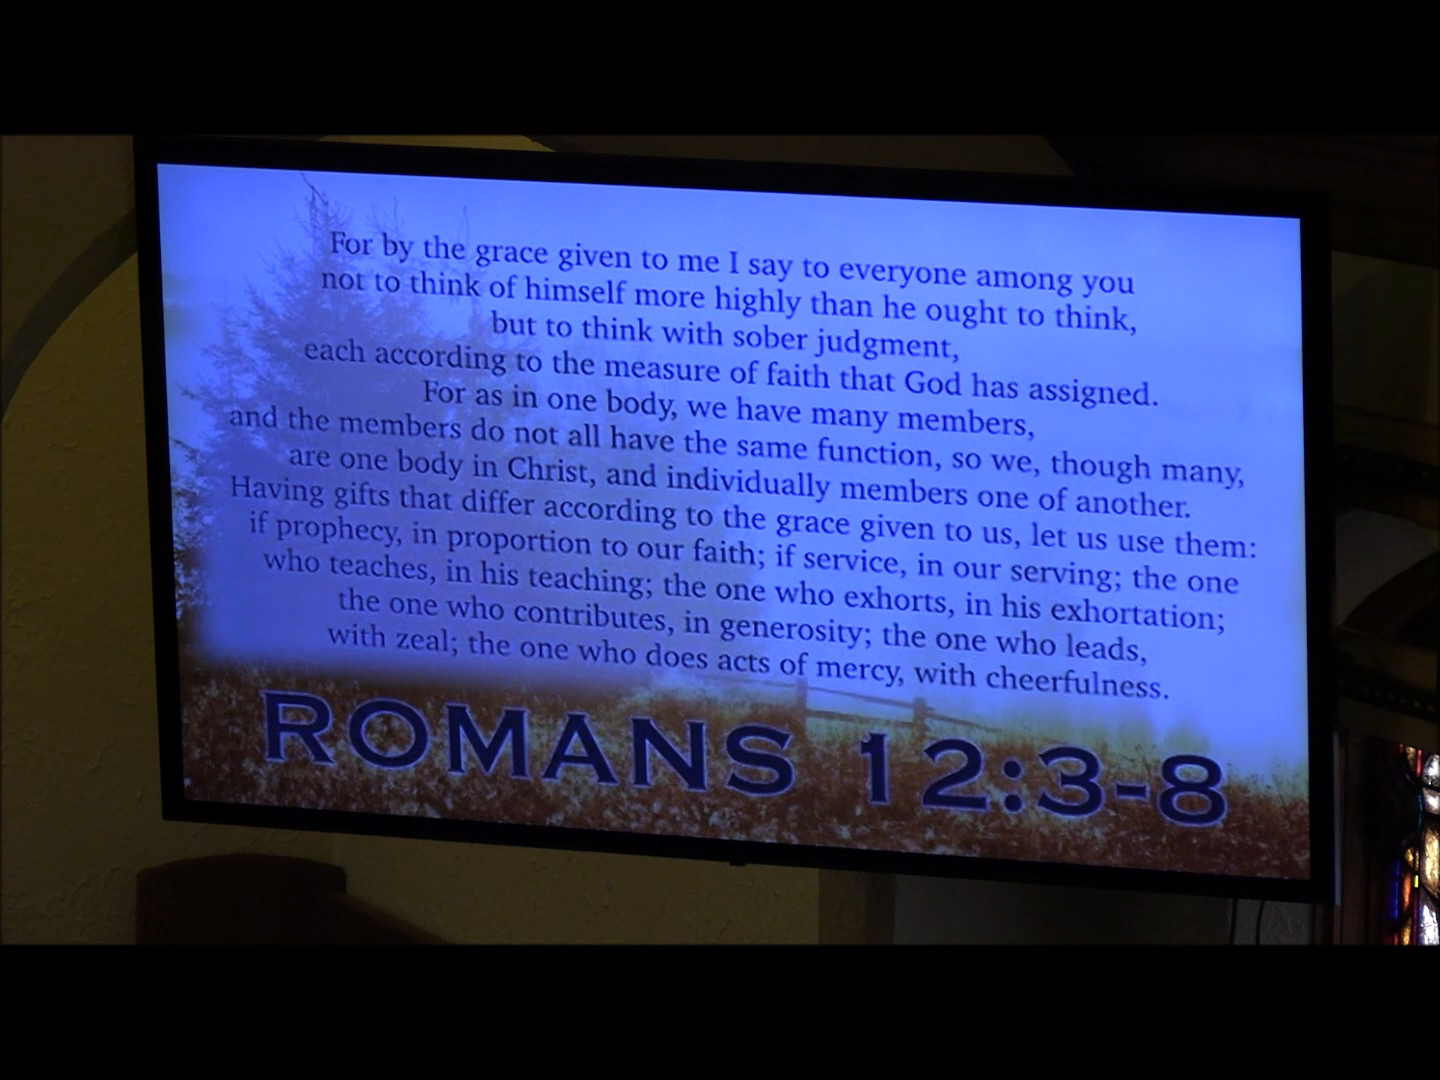 For by the grace given to me I say to everyone among you
not to think of himself more highly than he ought to think,
but to think with sober judgment,
each according to the measure of faith that God has assigned.
For as in one body, we have many members,
and the members do not all have the same function, so we, though many,
are one body in Christ, and individually members one of another.
Having gifts that differ according to the grace given to us, let us use them:
if prophecy, in proportion to our faith; if service, in our serving; the one
who teaches, in his teaching; the one who exhorts, in his exhortation;
the one who contributes, in generosity; the one who leads,
with zeal; the one who does acts of mercy, with cheerfulness.
ROMANS 12:3-8